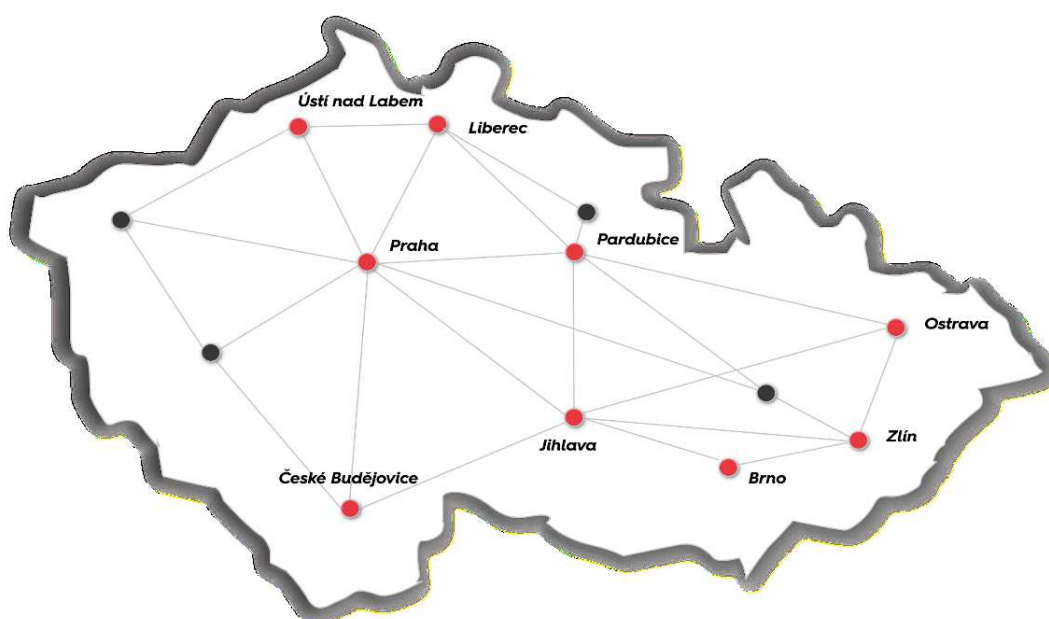 Ústí nad Labem
Liberec
Praha
Pardubice
Ostrava
Jihlava
Zlín
České Budějovice
Brno